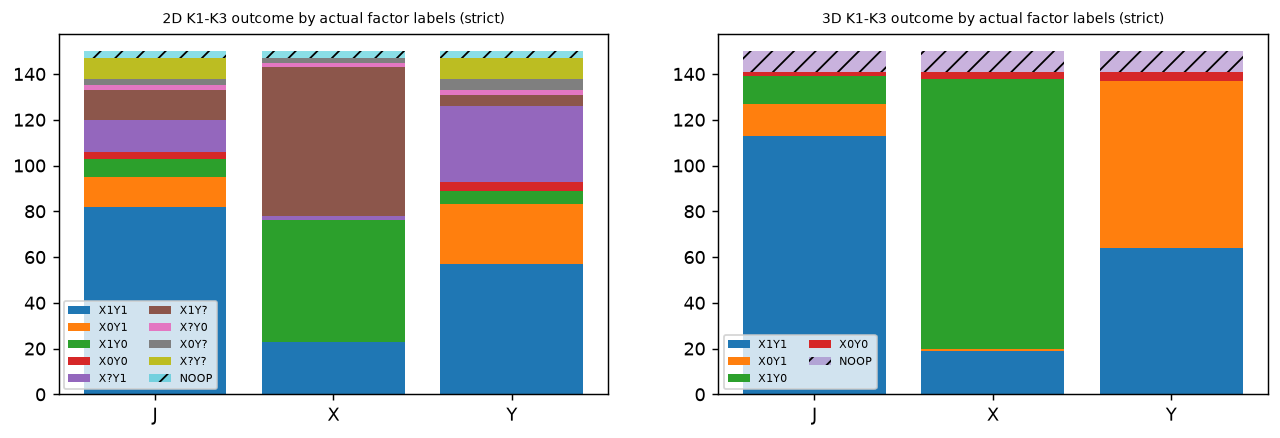 2D K1-K3 outcome by actual factor labels (strict)
140
120
100
80
60
40
20
0
J
X
Y
X1Y1
X0Y1
X1Y0
X0Y0
X?Y1
X1Y?
X?Y0
X0Y?
X?Y?
NOOP
3D K1-K3 outcome by actual factor labels (strict)
140
120
100
80
60
40
20
0
J
X
Y
X1Y1
X0Y1
X1Y0
X0Y0
NOOP